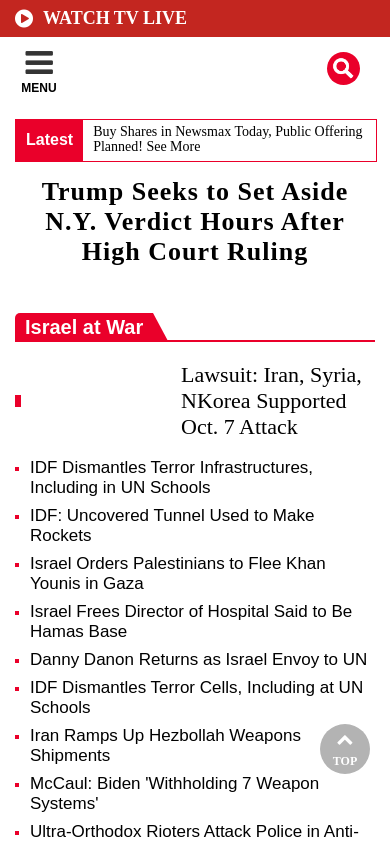 WATCH TV LIVE
MENU
Latest
Buy Shares in Newsmax Today, Public Offering
Planned! See More
Trump Seeks to Set Aside
N.Y. Verdict Hours After
High Court Ruling
Israel at War
Lawsuit: Iran, Syria,
NKorea Supported
Oct. 7 Attack
IDF Dismantles Terror Infrastructures,
Including in UN Schools
IDF: Uncovered Tunnel Used to Make
Rockets
Israel Orders Palestinians to Flee Khan
Younis in Gaza
Israel Frees Director of Hospital Said to Be
Hamas Base
Danny Danon Returns as Israel Envoy to UN
IDF Dismantles Terror Cells, Including at UN
Schools
Iran Ramps Up Hezbollah Weapons
Shipments
TOP
McCaul: Biden 'Withholding 7 Weapon
Systems'
Ultra-Orthodox Rioters Attack Police in Anti-